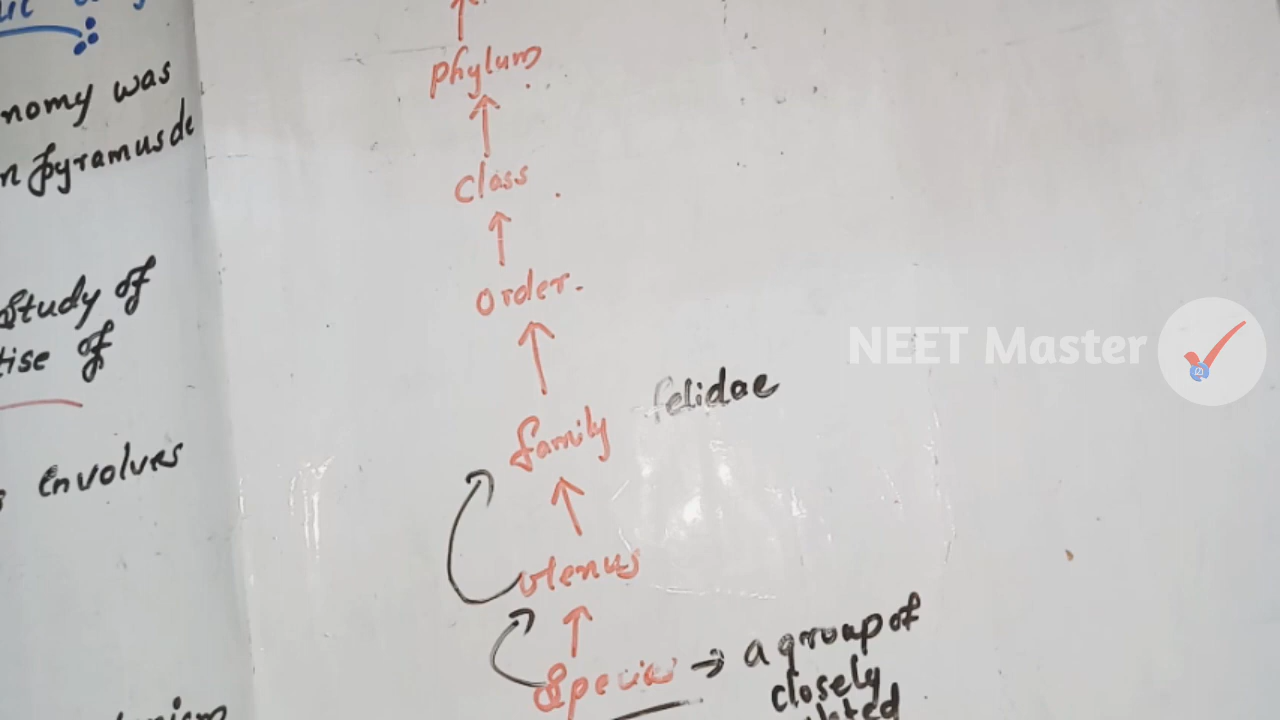 nomy was
n pyramus de
Study of
tise of
involves
Phylum
Class
Order.
family felidae
Genus
Species → a group of
closely
NEET Master